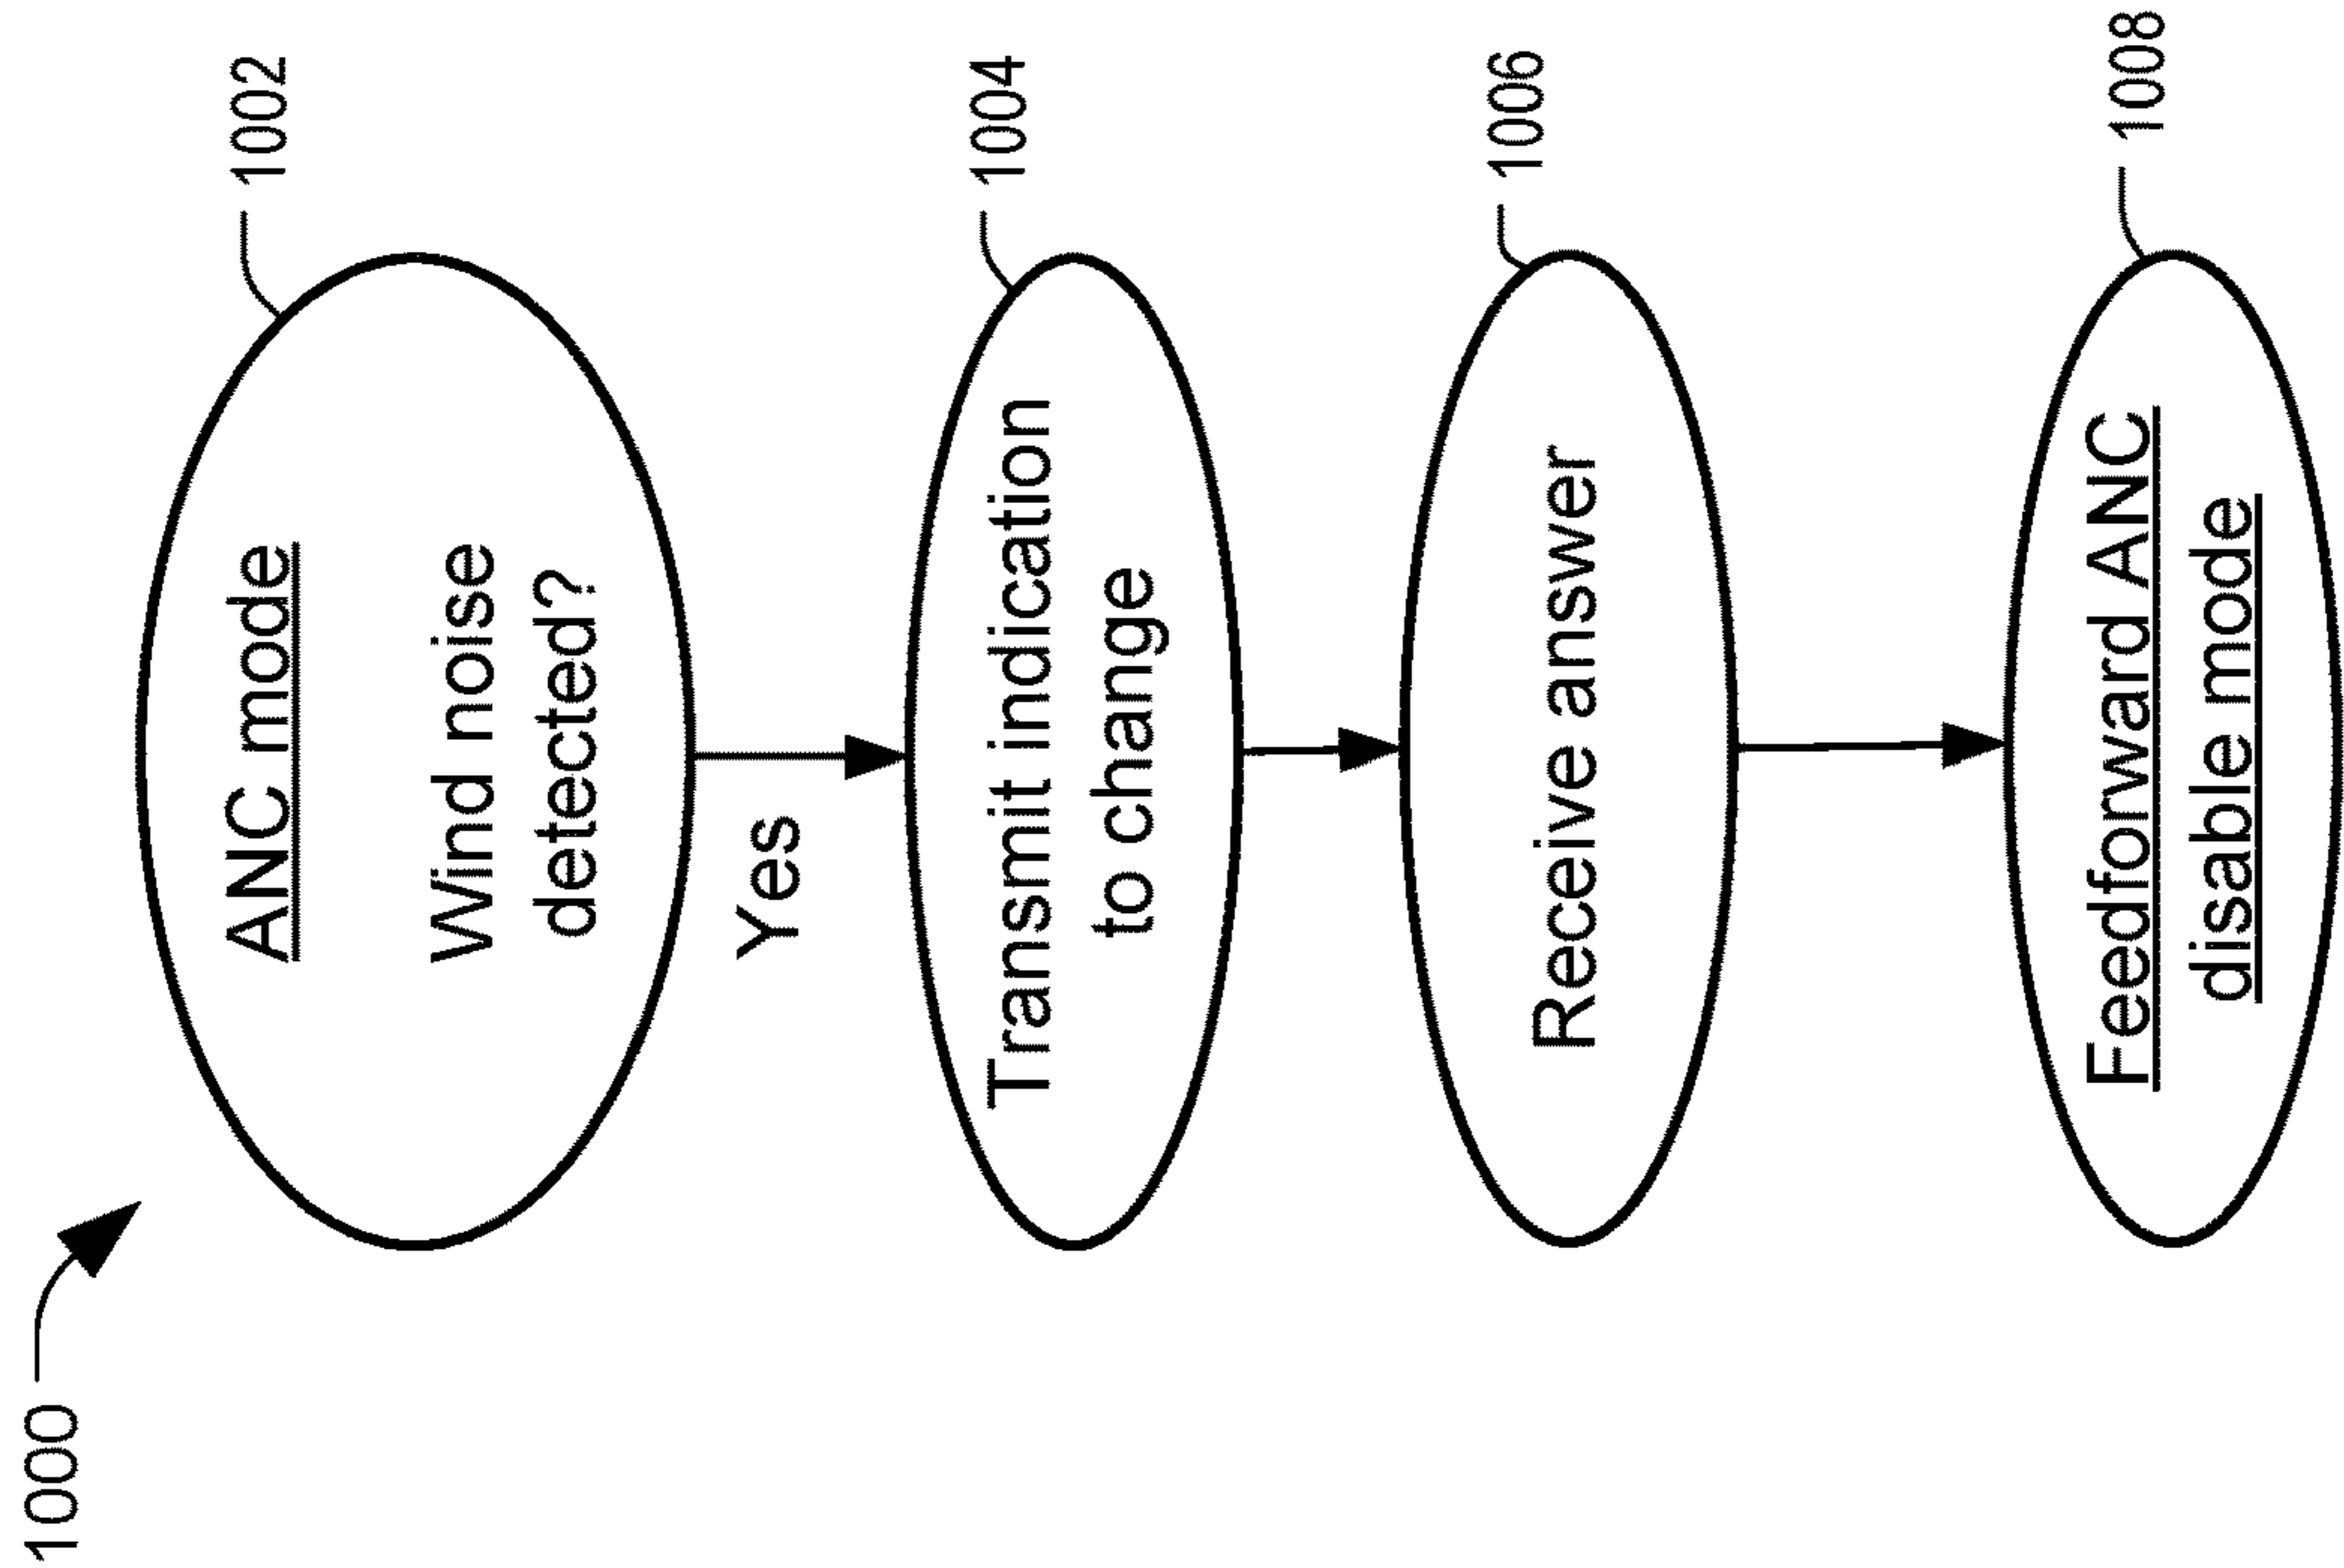 1000
ANC mode
Wind noise
detected?
1002
Yes
Transmit indication
to change
1004
Receive answer
1006
Feedforward ANC
disable mode
1008